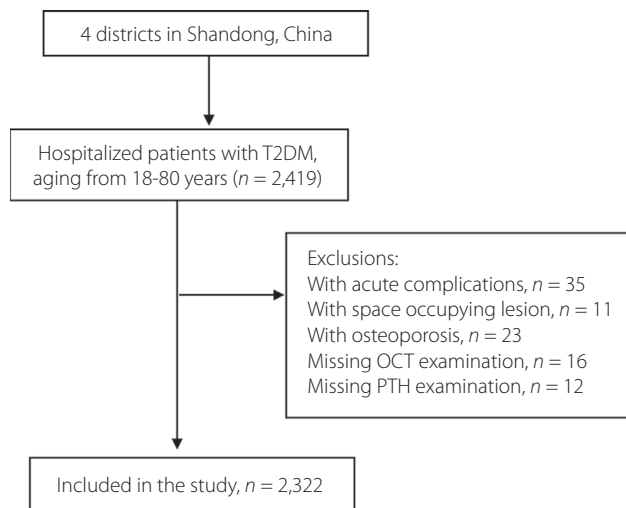 4 districts in Shandong, China
Hospitalized patients with T2DM,
aging from 18-80 years (n = 2,419)
Exclusions:
With acute complications, n = 35
With space occupying lesion, n = 11
With osteoporosis, n = 23
Missing OCT examination, n = 16
Missing PTH examination, n = 12
Included in the study, n = 2,322